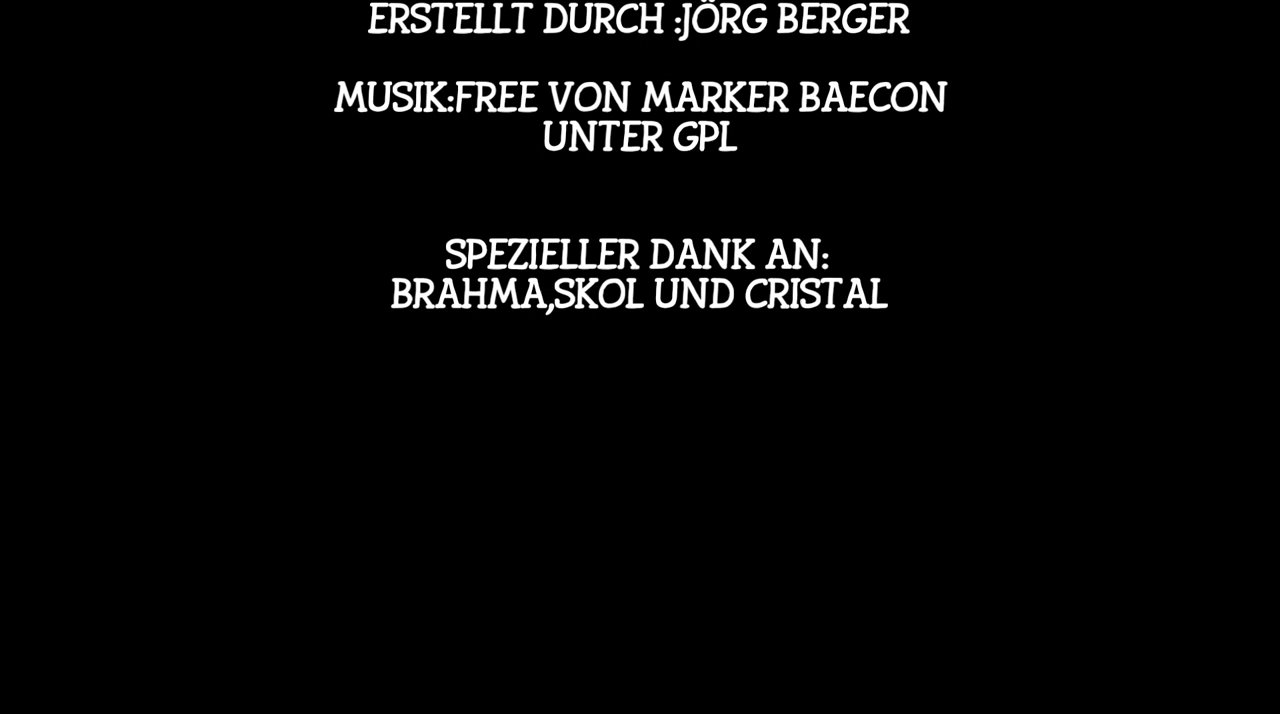 ERSTELLT DURCH :JÖRG BERGER
MUSIK:FREE VON MARKER BAECON
UNTER GPL
SPEZIELLER DANK AN:
BRAHMA,SKOL UND CRISTAL